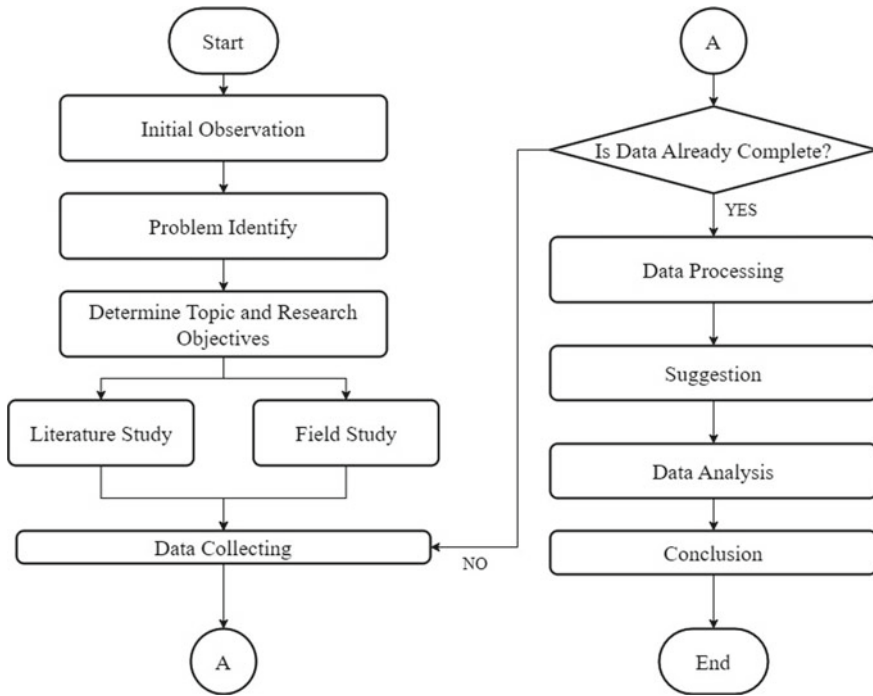 Start
Initial Observation
Problem Identify
Determine Topic and Research
Objectives
Literature Study
Field Study
Data Collecting
A
A
Is Data Already Complete?
YES
NO
Data Processing
Suggestion
Data Analysis
Conclusion
End